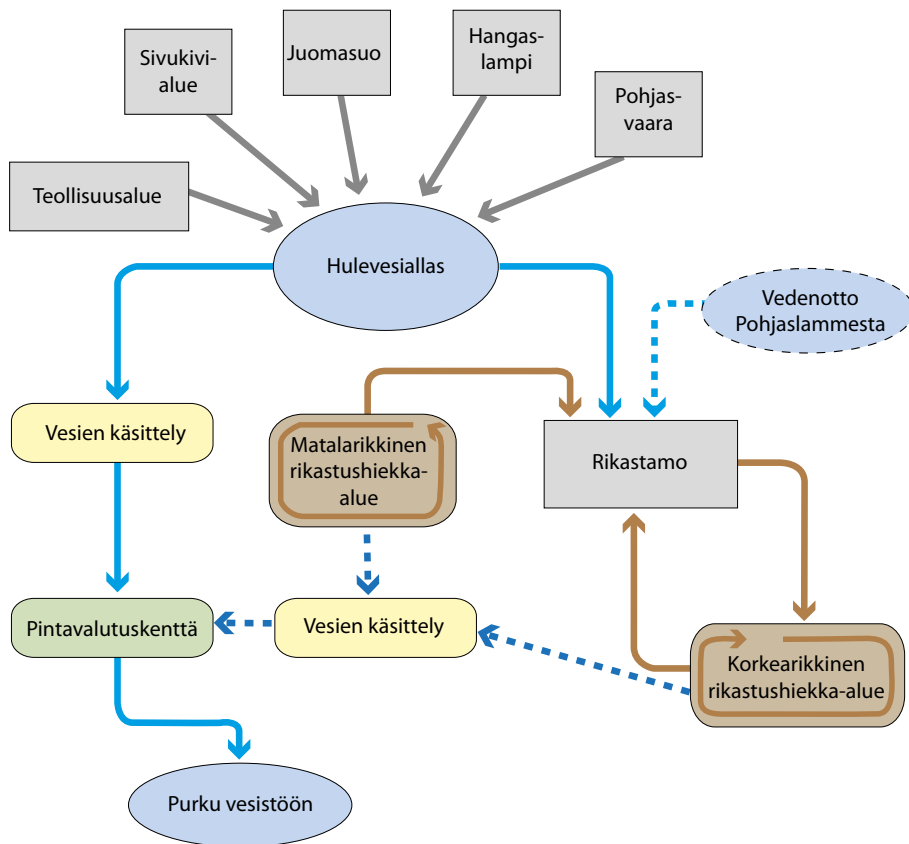 Sivukivi-
alue
Juomasuo
Hangas-
lampi
Pohjas-
vaara
Teollisuusalue
Hulevesiallas
Vedenotto
Pohjaslammesta
Vesien käsittely
Matalarikkinen
rikastushiekka-
alue
Rikastamo
Pintavalutuskenttä
Vesien käsittely
Korkearikkinen
rikastushiekka-alue
Purku vesistöön